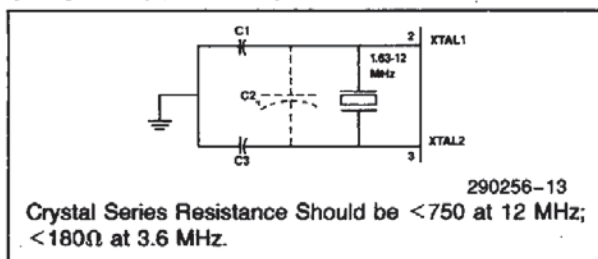 C1
2 XTAL1
1.63-12
MHz
C2
XTAL2
C3
3
290256-13
Crystal Series Resistance Should be <750 at 12 MHz;
<180Ω at 3.6 MHz.